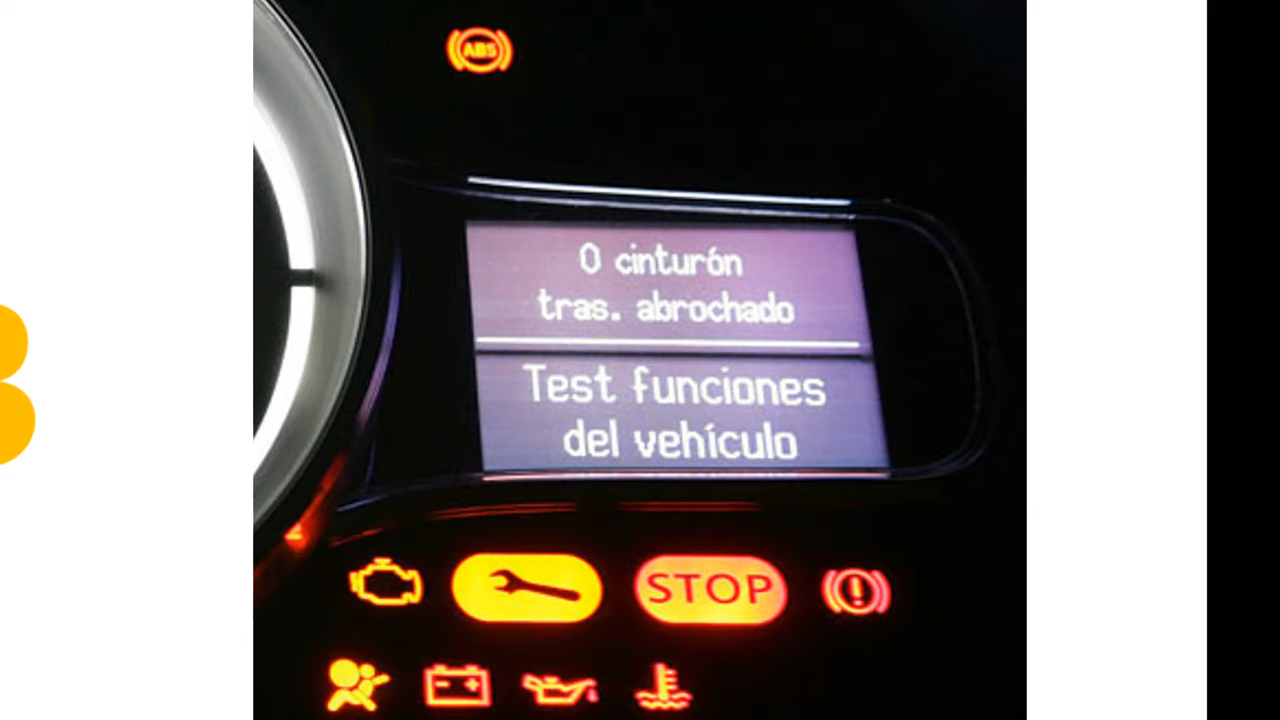 ABS
0 cinturón
tras. abrochado
Test funciones
del vehículo
STOP